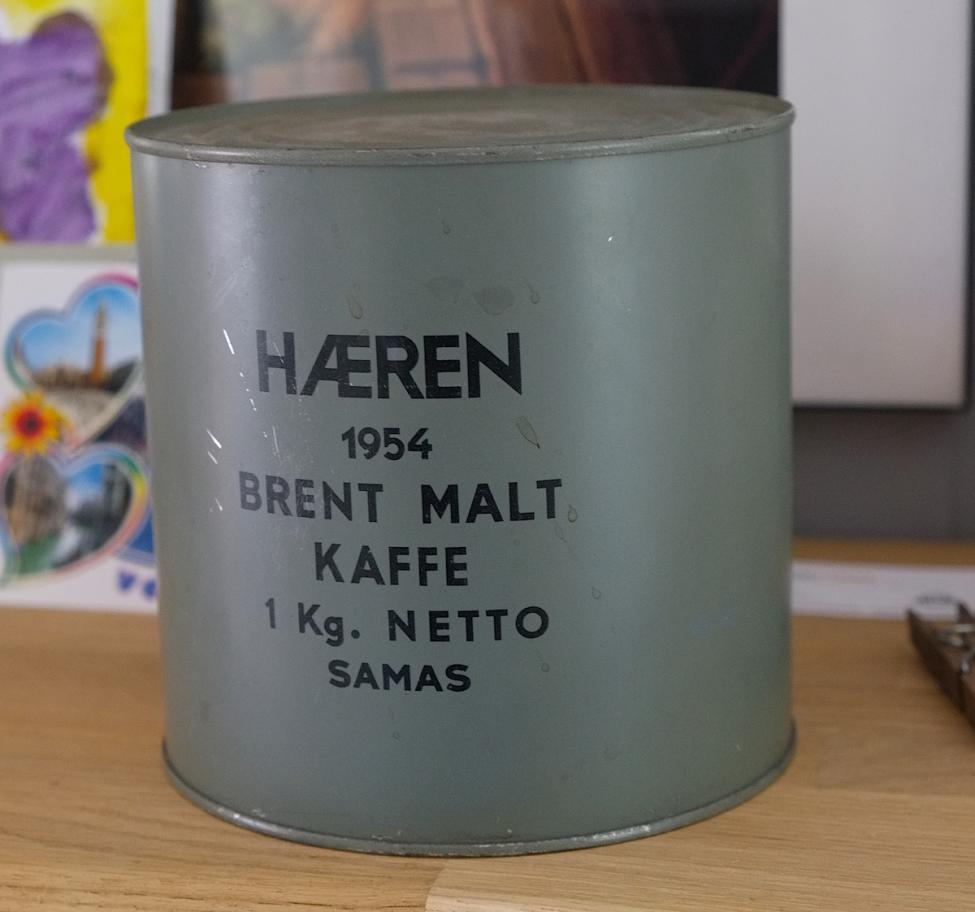 HÆREN
1954
BRENT MALT
KAFFE
1 Kg. NETTO
SAMAS